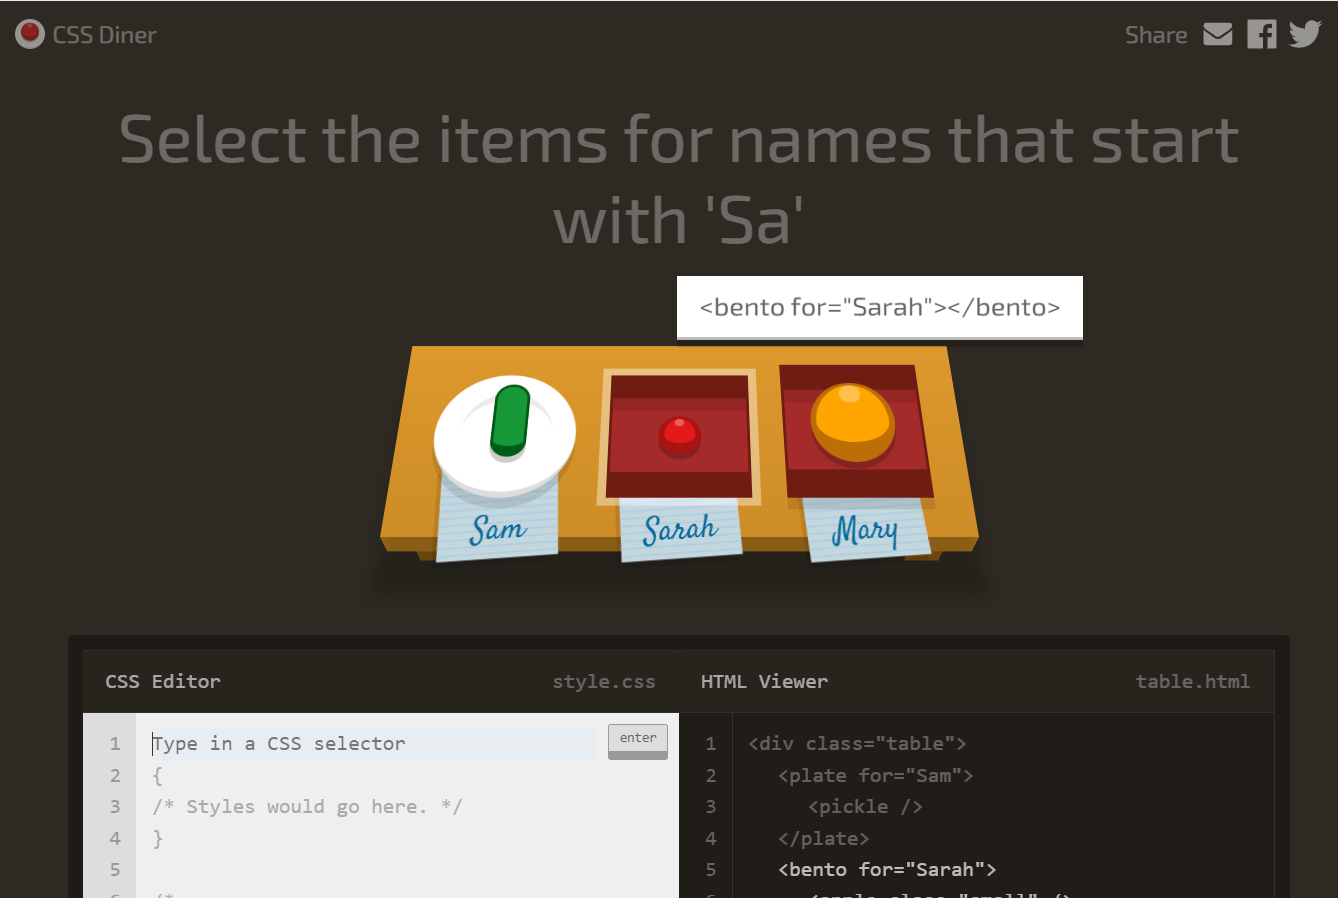 CSS Diner
Share
Select the items for names that start
with 'Sa'
<bento for="Sarah"></bento>
Sam
Sarah
Mary
CSS Editor
style.css
HTML Viewer
table.html
1 Type in a CSS selector
enter
2 {
3 /* Styles would go here. */
4 }
5
1 <div class="table">
2 <plate for="Sam">
3 <pickle />
4 </plate>
5 <bento for="Sarah">
<apple class="small" />